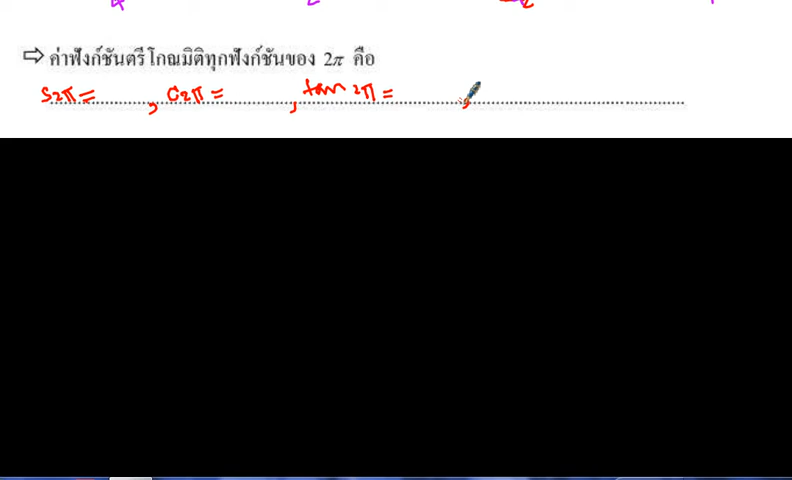 ⇨ ค่าฟังก์ชันตรีโกณมิติทุกฟังก์ชันของ 2π คือ
S2π = , C2π = , tan 2π = ,